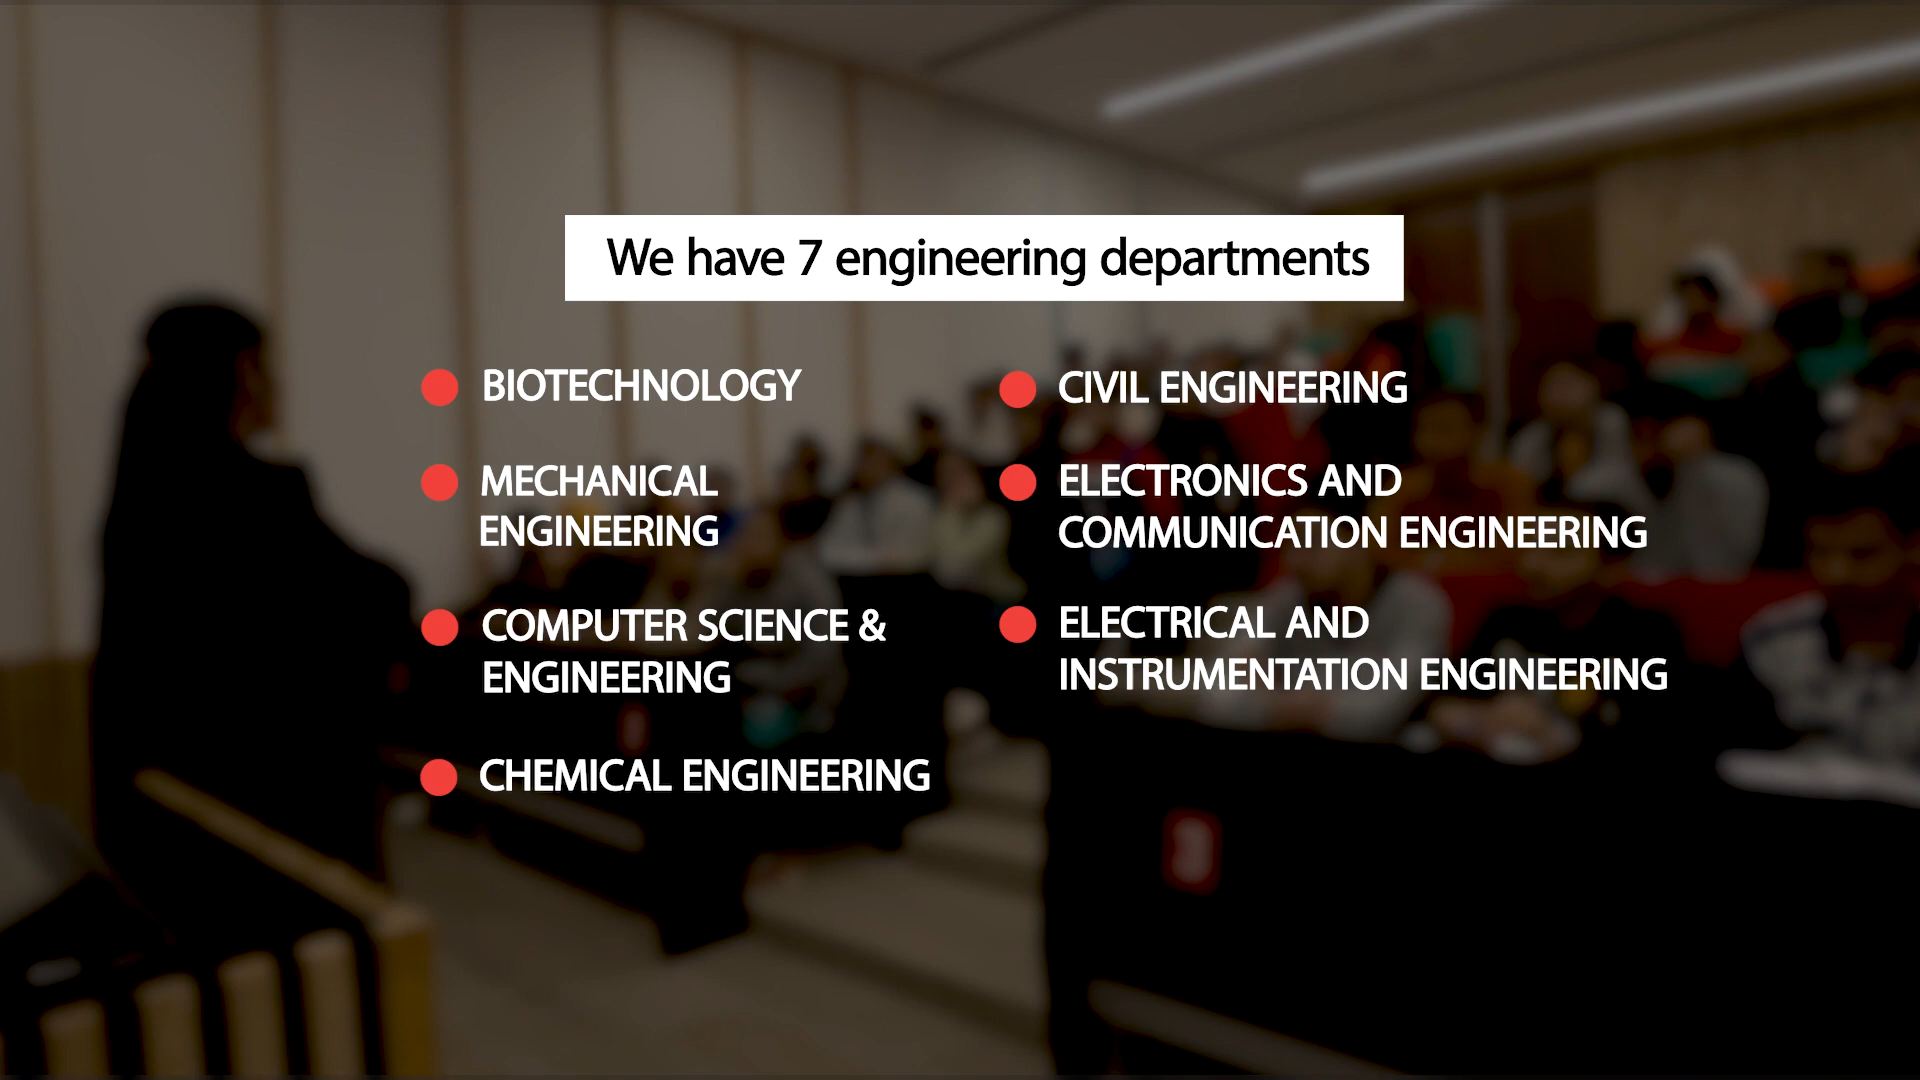 We have 7 engineering departments
BIOTECHNOLOGY
MECHANICAL
ENGINEERING
COMPUTER SCIENCE &
ENGINEERING
CHEMICAL ENGINEERING
CIVIL ENGINEERING
ELECTRONICS AND
COMMUNICATION ENGINEERING
ELECTRICAL AND
INSTRUMENTATION ENGINEERING